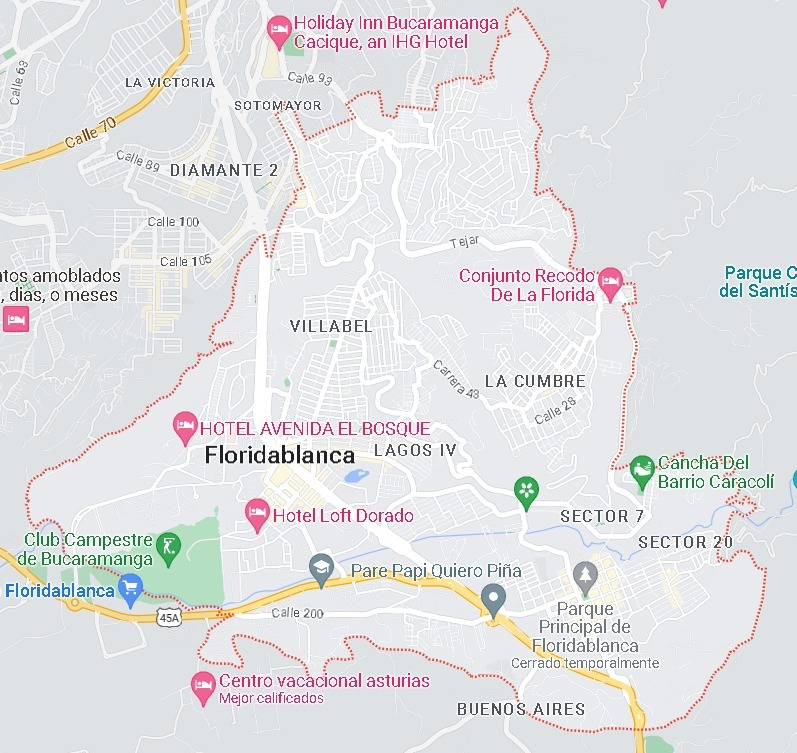 Holiday Inn Bucaramanga
Cacique, an IHG Hotel
Calle 63
LA VICTORIA
Calle 93
SOTOMAYOR
Calle 70
Calle 89
DIAMANTE 2
Calle 100
Tejar
Calle 105
ntos amoblados
, dias, o meses
Conjunto Recodo
De La Florida
Parque C
del Santís
VILLABEL
Carrera 43
LA CUMBRE
Calle 28
HOTEL AVENIDA EL BOSQUE
Floridablanca
LAGOS IV
Cancha Del
Barrio Caracolí
Hotel Loft Dorado
SECTOR 7
SECTOR 20
Club Campestre
de Bucaramanga
Pare Papi Quiero Piña
Floridablanca
45A
Calle 200
Parque
Principal de
Floridablanca
Cerrado temporalmente
Centro vacacional asturias
Mejor calificados
BUENOS AIRES